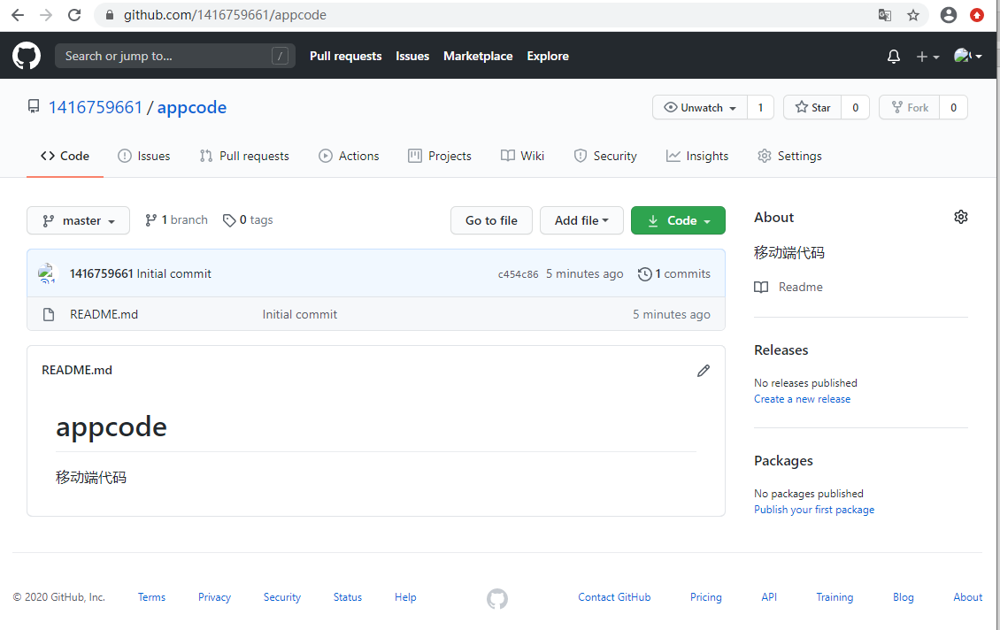 github.com/1416759661/appcode
Search or jump to... /
Pull requests Issues Marketplace Explore
1416759661 / appcode
Unwatch 1 Star 0 Fork 0
Code Issues Pull requests Actions Projects Wiki Security Insights Settings
master 1 branch 0 tags Go to file Add file Code
1416759661 Initial commit c454c86 5 minutes ago 1 commits
README.md Initial commit 5 minutes ago
README.md
appcode
移动端代码
About
移动端代码
Readme
Releases
No releases published
Create a new release
Packages
No packages published
Publish your first package
© 2020 GitHub, Inc. Terms Privacy Security Status Help Contact GitHub Pricing API Training Blog About